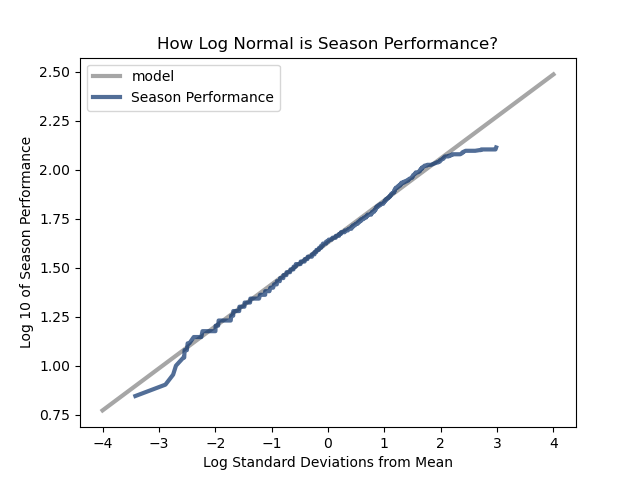 How Log Normal is Season Performance?
model
Season Performance
2.50
2.25
2.00
1.75
1.50
1.25
1.00
0.75
Log 10 of Season Performance
−4 −3 −2 −1 0 1 2 3 4
Log Standard Deviations from Mean